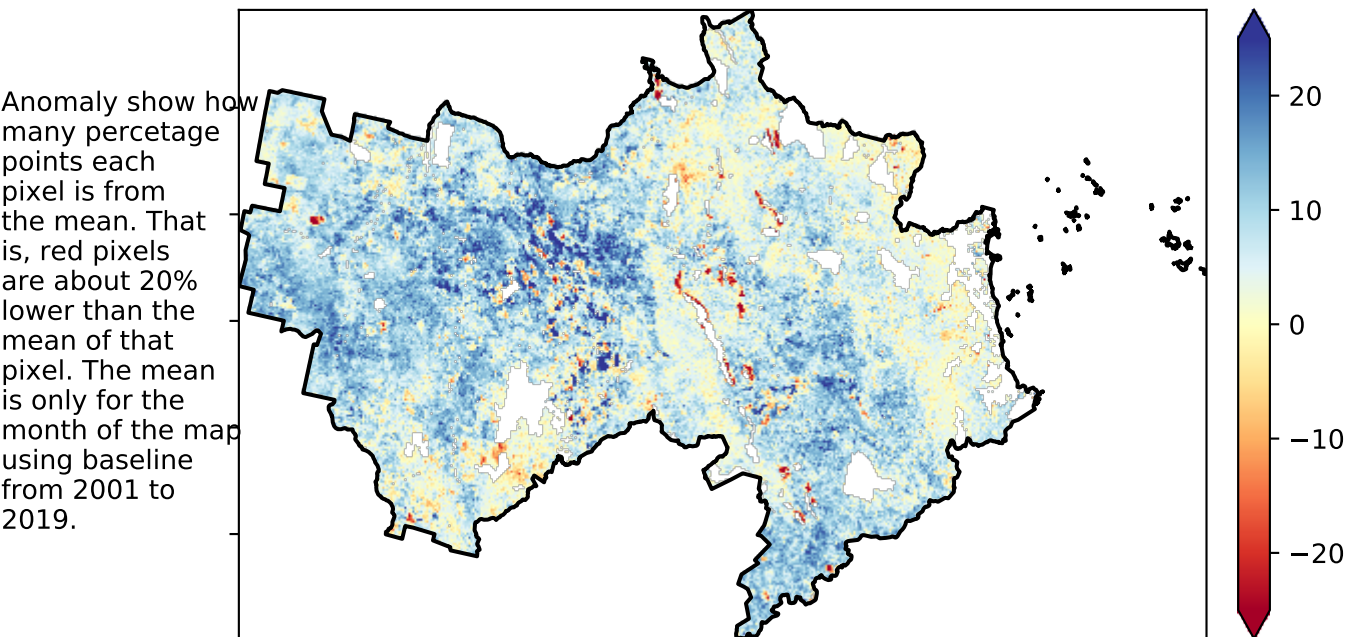 Anomaly show how
many percetage
points each
pixel is from
the mean. That
is, red pixels
are about 20%
lower than the
mean of that
pixel. The mean
is only for the
month of the map
using baseline
from 2001 to
2019.
20
10
0
−10
−20